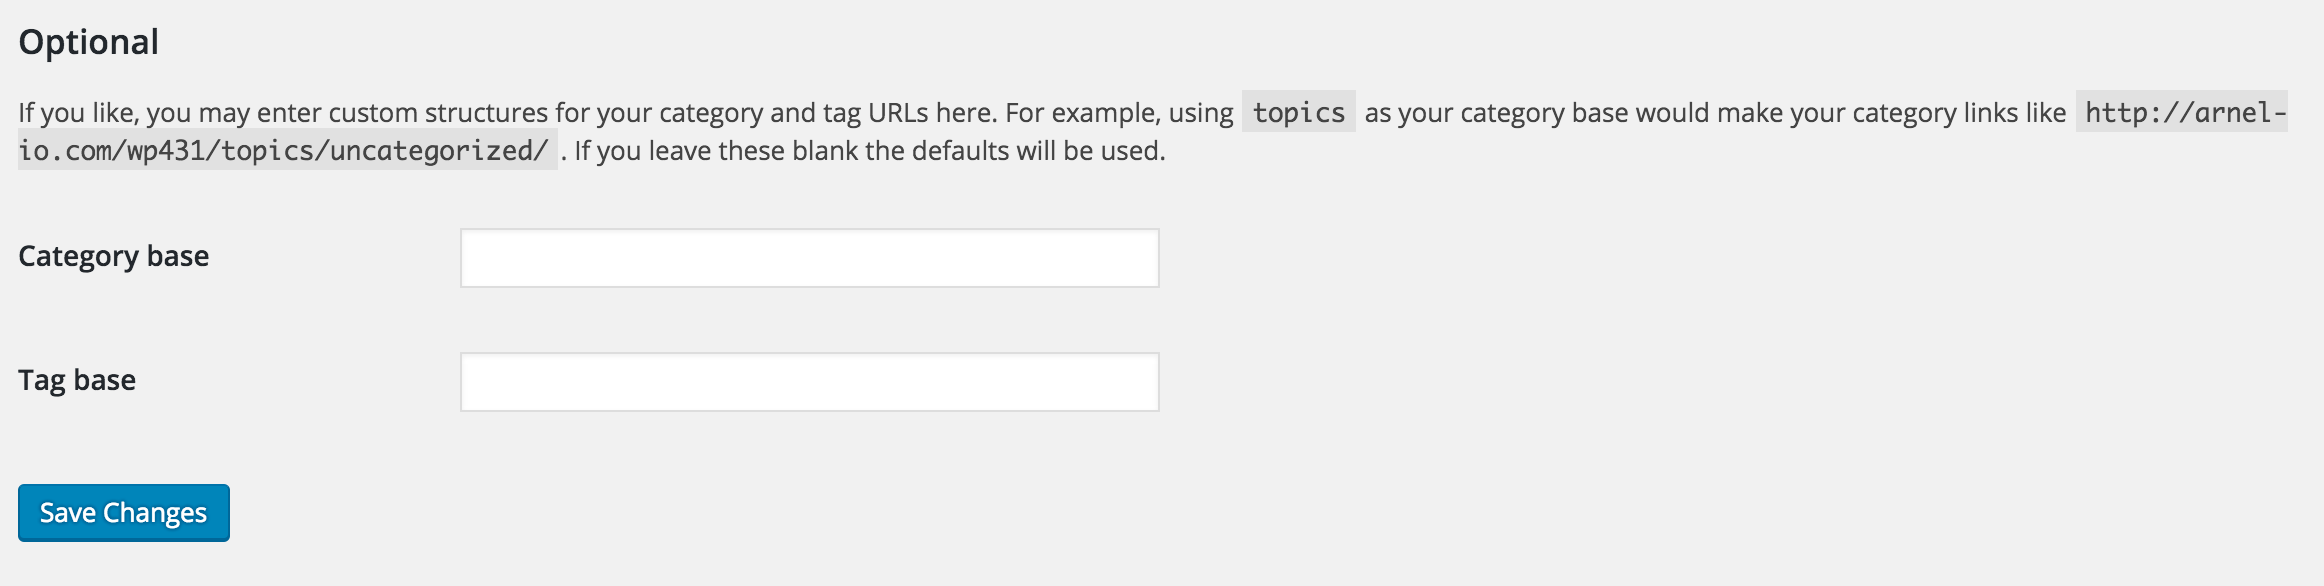 Optional
If you like, you may enter custom structures for your category and tag URLs here. For example, using topics as your category base would make your category links like http://arnel-
io.com/wp431/topics/uncategorized/ . If you leave these blank the defaults will be used.
Category base
Tag base
Save Changes